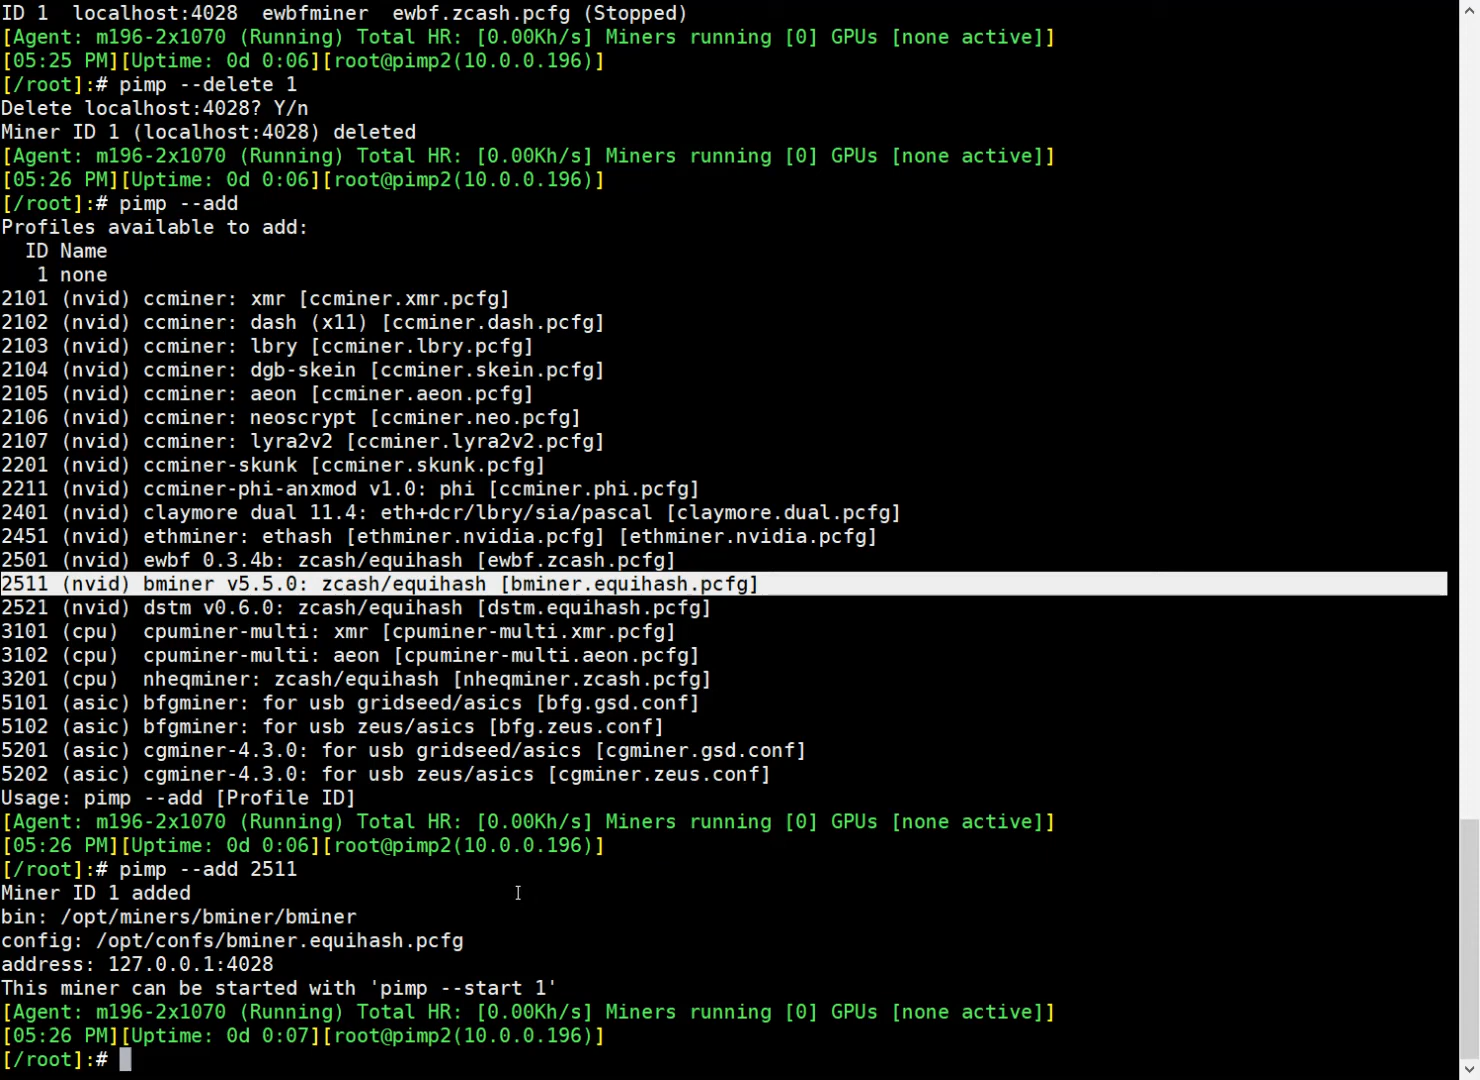 ID 1  localhost:4028  ewbfminer  ewbf.zcash.pcfg (Stopped)
[Agent: m196-2x1070 (Running) Total HR: [0.00Kh/s] Miners running [0] GPUs [none active]]
[05:25 PM][Uptime: 0d 0:06][root@pimp2(10.0.0.196)]
[/root]:# pimp --delete 1
Delete localhost:4028? Y/n
Miner ID 1 (localhost:4028) deleted
[Agent: m196-2x1070 (Running) Total HR: [0.00Kh/s] Miners running [0] GPUs [none active]]
[05:26 PM][Uptime: 0d 0:06][root@pimp2(10.0.0.196)]
[/root]:# pimp --add
Profiles available to add:
  ID Name
   1 none
2101 (nvid) ccminer: xmr [ccminer.xmr.pcfg]
2102 (nvid) ccminer: dash (x11) [ccminer.dash.pcfg]
2103 (nvid) ccminer: lbry [ccminer.lbry.pcfg]
2104 (nvid) ccminer: dgb-skein [ccminer.skein.pcfg]
2105 (nvid) ccminer: aeon [ccminer.aeon.pcfg]
2106 (nvid) ccminer: neoscrypt [ccminer.neo.pcfg]
2107 (nvid) ccminer: lyra2v2 [ccminer.lyra2v2.pcfg]
2201 (nvid) ccminer-skunk [ccminer.skunk.pcfg]
2211 (nvid) ccminer-phi-anxmod v1.0: phi [ccminer.phi.pcfg]
2401 (nvid) claymore dual 11.4: eth+dcr/lbry/sia/pascal [claymore.dual.pcfg]
2451 (nvid) ethminer: ethash [ethminer.nvidia.pcfg] [ethminer.nvidia.pcfg]
2501 (nvid) ewbf 0.3.4b: zcash/equihash [ewbf.zcash.pcfg]
2511 (nvid) bminer v5.5.0: zcash/equihash [bminer.equihash.pcfg]
2521 (nvid) dstm v0.6.0: zcash/equihash [dstm.equihash.pcfg]
3101 (cpu)  cpuminer-multi: xmr [cpuminer-multi.xmr.pcfg]
3102 (cpu)  cpuminer-multi: aeon [cpuminer-multi.aeon.pcfg]
3201 (cpu)  nheqminer: zcash/equihash [nheqminer.zcash.pcfg]
5101 (asic) bfgminer: for usb gridseed/asics [bfg.gsd.conf]
5102 (asic) bfgminer: for usb zeus/asics [bfg.zeus.conf]
5201 (asic) cgminer-4.3.0: for usb gridseed/asics [cgminer.gsd.conf]
5202 (asic) cgminer-4.3.0: for usb zeus/asics [cgminer.zeus.conf]
Usage: pimp --add [Profile ID]
[Agent: m196-2x1070 (Running) Total HR: [0.00Kh/s] Miners running [0] GPUs [none active]]
[05:26 PM][Uptime: 0d 0:06][root@pimp2(10.0.0.196)]
[/root]:# pimp --add 2511
Miner ID 1 added
bin: /opt/miners/bminer/bminer
config: /opt/confs/bminer.equihash.pcfg
address: 127.0.0.1:4028
This miner can be started with 'pimp --start 1'
[Agent: m196-2x1070 (Running) Total HR: [0.00Kh/s] Miners running [0] GPUs [none active]]
[05:26 PM][Uptime: 0d 0:07][root@pimp2(10.0.0.196)]
[/root]:#